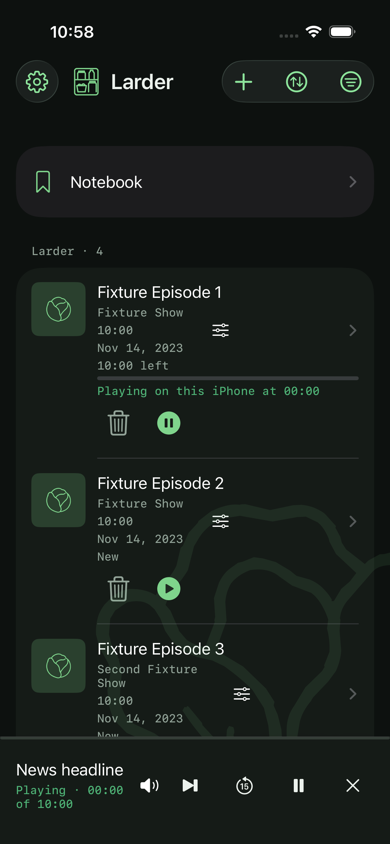 10:58
Larder
Notebook
Larder · 4
Fixture Episode 1
Fixture Show
10:00
Nov 14, 2023
10:00 left
Playing on this iPhone at 00:00
Fixture Episode 2
Fixture Show
10:00
Nov 14, 2023
New
Fixture Episode 3
Second Fixture
Show
10:00
Nov 14, 2023
New
News headline
Playing · 00:00
of 10:00
15